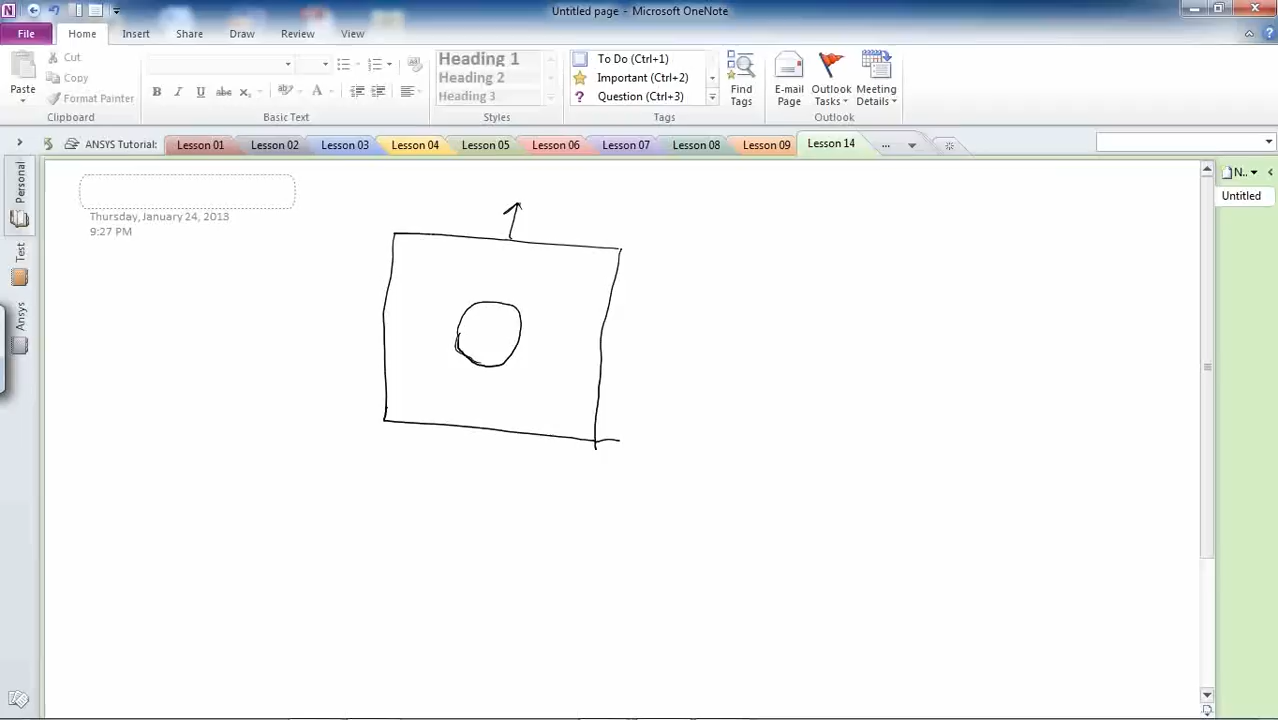 Untitled page - Microsoft OneNote
File Home Insert Share Draw Review View
Paste
Cut
Copy
Format Painter
Clipboard
B I U abc X₂ A
Basic Text
Heading 1
Heading 2
Heading 3
Styles
To Do (Ctrl+1)
Important (Ctrl+2)
Question (Ctrl+3)
Tags
Find
Tags
E-mail
Page
Outlook
Tasks
Meeting
Details
Outlook
ANSYS Tutorial: Lesson 01 Lesson 02 Lesson 03 Lesson 04 Lesson 05 Lesson 06 Lesson 07 Lesson 08 Lesson 09 Lesson 14 ...
Personal
Test
Ansys
Thursday, January 24, 2013
9:27 PM
N..
Untitled